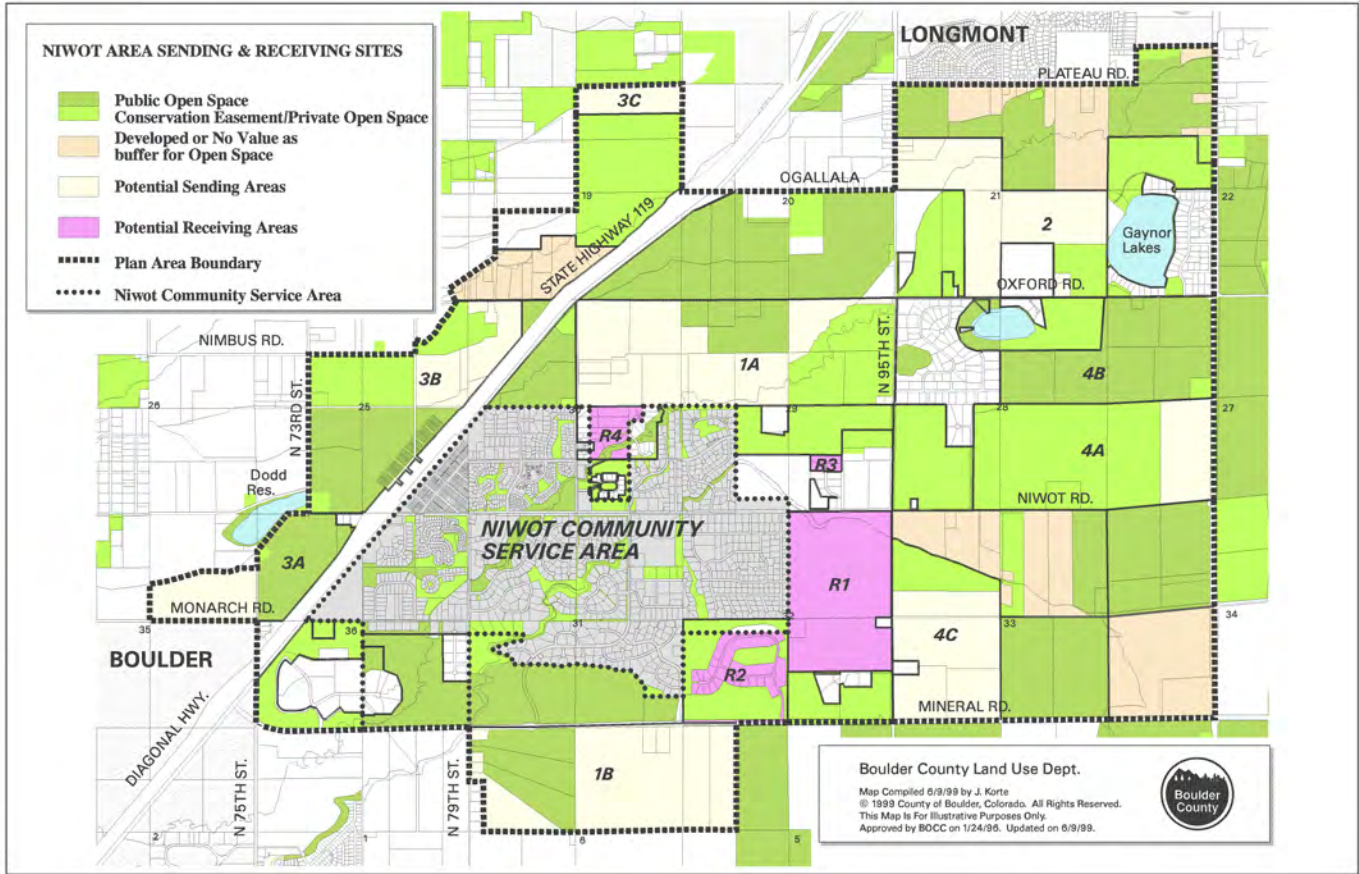 NIWOT AREA SENDING & RECEIVING SITES
Public Open Space
Conservation Easement/Private Open Space
Developed or No Value as
buffer for Open Space
Potential Sending Areas
Potential Receiving Areas
Plan Area Boundary
Niwot Community Service Area
LONGMONT
PLATEAU RD.
3C
OGALLALA
19
20
21
22
STATE HIGHWAY 119
2
Gaynor
Lakes
OXFORD RD.
NIMBUS RD.
N 73RD ST.
3B
1A
N 95TH ST.
4B
26
25
29
28
27
R4
R3
4A
Dodd
Res.
NIWOT RD.
NIWOT COMMUNITY
SERVICE AREA
3A
R1
MONARCH RD.
35
36
31
33
34
4C
BOULDER
R2
MINERAL RD.
DIAGONAL HWY.
N 75TH ST.
N 79TH ST.
1B
2
1
6
5
Boulder County Land Use Dept.
Map Compiled 6/9/99 by J. Korte
© 1999 County of Boulder, Colorado. All Rights Reserved.
This Map Is For Illustrative Purposes Only.
Approved by BOCC on 1/24/96. Updated on 6/9/99.
Boulder
County